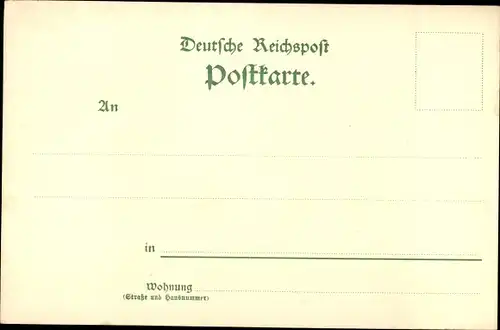 Deutſche Reichspoſt
Poſtkarte.
An
in
Wohnung
(Straße und Hausnummer)